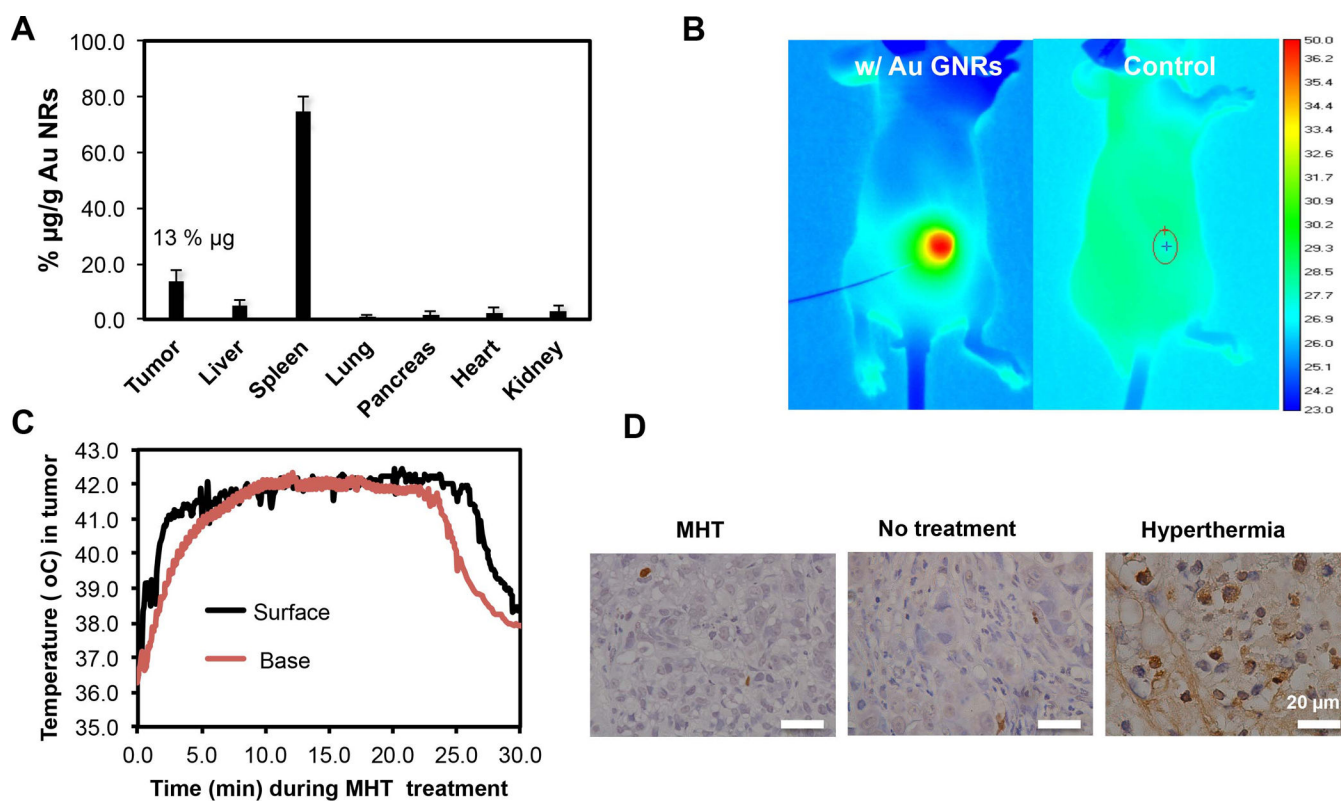 A
% µg/g Au NRs
100.0
80.0
60.0
40.0
20.0
0.0
13 % µg
Tumor
Liver
Spleen
Lung
Pancreas
Heart
Kidney
B
w/ Au GNRs
Control
50.0
36.2
35.1
34.3
33.4
32.6
31.7
30.9
30.2
29.3
28.5
27.7
26.9
26.0
25.1
24.2
23.0
C
Temperature ( oC) in tumor
43.0
42.0
41.0
40.0
39.0
38.0
37.0
36.0
35.0
Surface
Base
0.0
5.0
10.0
15.0
20.0
25.0
30.0
Time (min) during MHT treatment
D
MHT
No treatment
Hyperthermia
20 µm